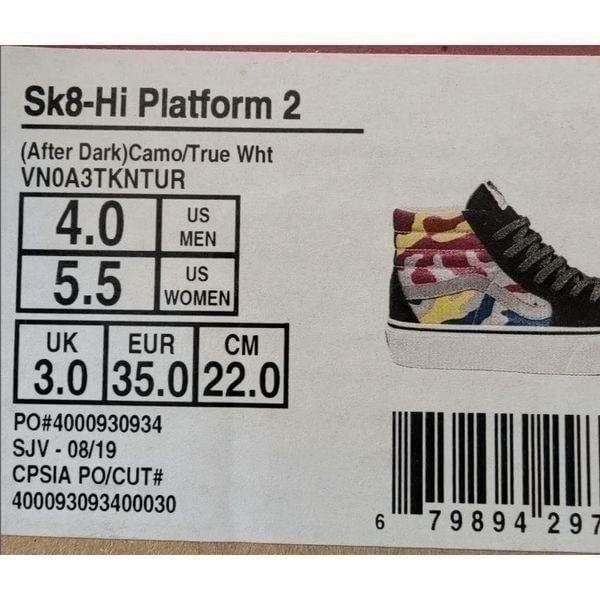 Sk8-Hi Platform 2
(After Dark)Camo/True Wht
VN0A3TKNTUR
4.0 US MEN
5.5 US WOMEN
UK EUR CM
3.0 35.0 22.0
PO#4000930934
SJV - 08/19
CPSIA PO/CUT#
400093093400030
6 79894 297